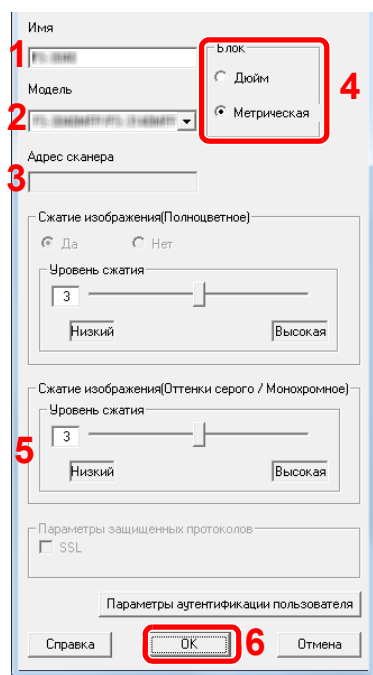 Имя
Блок
1
4
Дюйм
Модель
Метрическая
2
Адрес сканера
3
Сжатие изображения(Полноцветное)
Да Нет
Уровень сжатия
3
Низкий Высокая
Сжатие изображения(Оттенки серого / Монохромное)
Уровень сжатия
3
5
Низкий Высокая
Параметры защищенных протоколов
SSL
Параметры аутентификации пользователя
Справка OK 6 Отмена